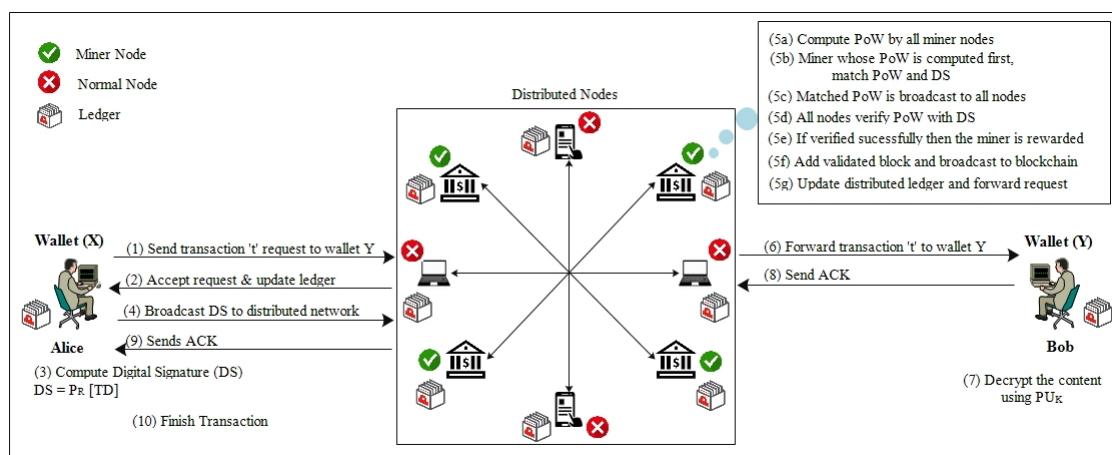 Miner Node
Normal Node
Ledger
Distributed Nodes
(5a) Compute PoW by all miner nodes
(5b) Miner whose PoW is computed first,
match PoW and DS
(5c) Matched PoW is broadcast to all nodes
(5d) All nodes verify PoW with DS
(5e) If verified sucessfully then the miner is rewarded
(5f) Add validated block and broadcast to blockchain
(5g) Update distributed ledger and forward request
Wallet (X)
(1) Send transaction 't' request to wallet Y
(2) Accept request & update ledger
(4) Broadcast DS to distributed network
(9) Sends ACK
Alice
(3) Compute Digital Signature (DS)
DS = PR [TD]
(10) Finish Transaction
(6) Forward transaction 't' to wallet Y
(8) Send ACK
Wallet (Y)
Bob
(7) Decrypt the content
using PUK